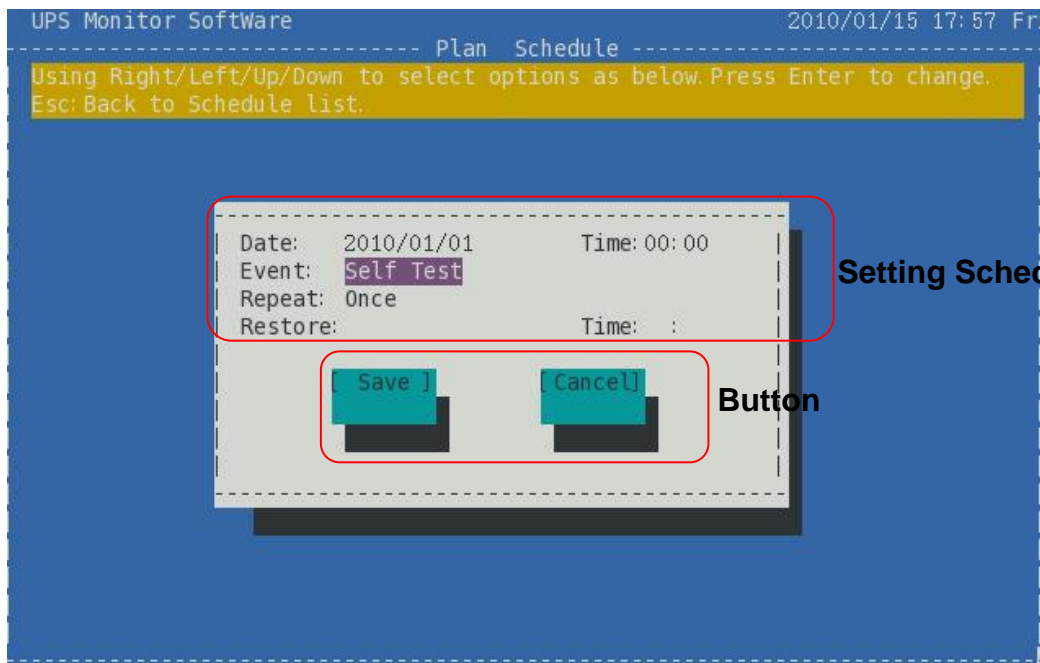 UPS Monitor SoftWare 2010/01/15 17:57 Fr
Plan Schedule
Using Right/Left/Up/Down to select options as below. Press Enter to change.
Esc: Back to Schedule list.
Date: 2010/01/01 Time: 00:00
Event: Self Test
Repeat: Once
Restore: Time: :
Setting Sched
[ Save ] [Cancel]
Button